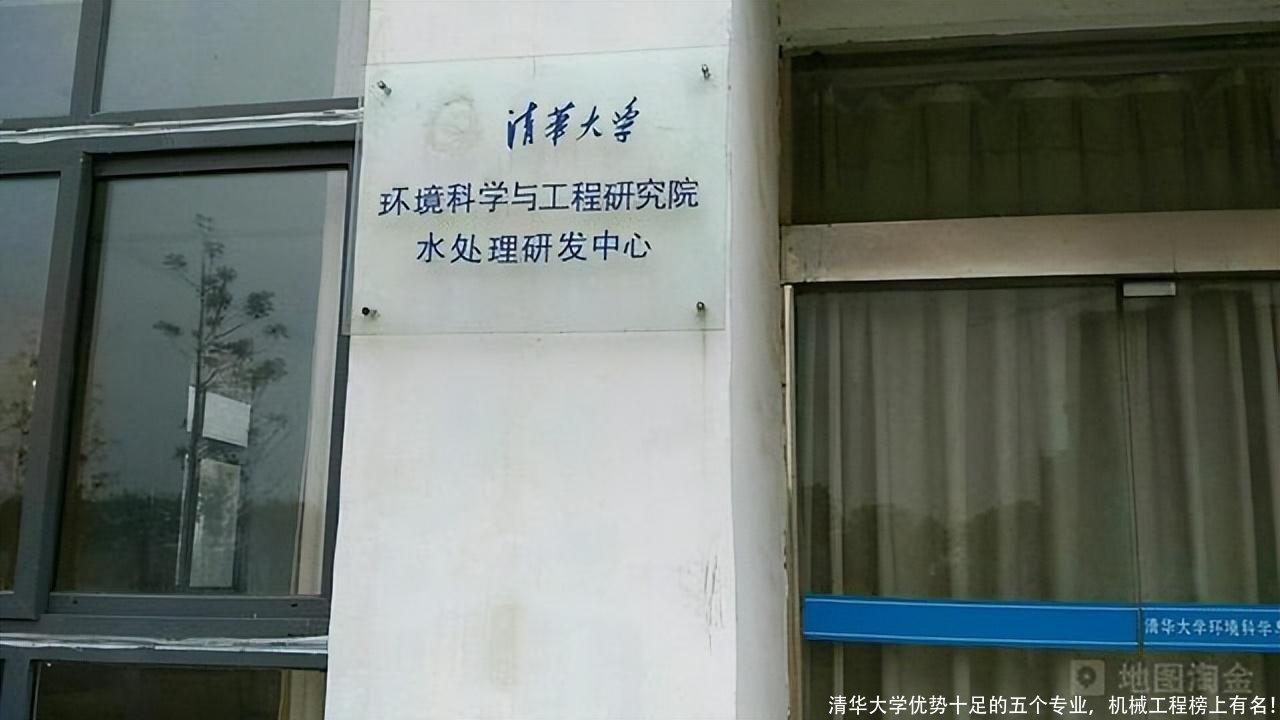 清华大学
环境科学与工程研究院
水处理研发中心
清华大学环境科学
地图淘金
清华大学优势十足的五个专业，机械工程榜上有名！